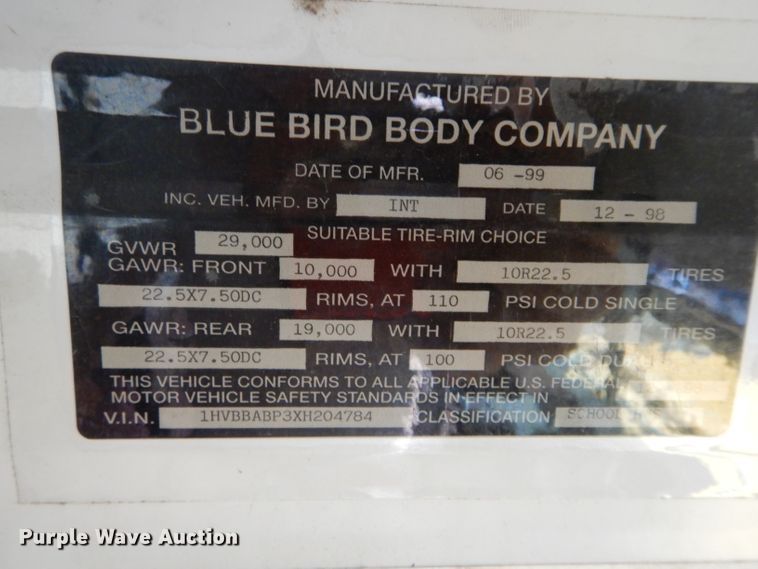 MANUFACTURED BY
BLUE BIRD BODY COMPANY
DATE OF MFR. 06 -99
INC. VEH. MFD. BY INT DATE 12 - 98
SUITABLE TIRE-RIM CHOICE
GVWR 29,000
GAWR: FRONT 10,000 WITH 10R22.5 TIRES
22.5X7.50DC RIMS, AT 110 PSI COLD SINGLE
GAWR: REAR 19,000 WITH 10R22.5 TIRES
22.5X7.50DC RIMS, AT 100 PSI COLD DUAL
THIS VEHICLE CONFORMS TO ALL APPLICABLE U.S. FEDERAL
MOTOR VEHICLE SAFETY STANDARDS IN EFFECT IN
V.I.N. 1HVBBABP3XH204784 CLASSIFICATION SCHOOL BUS
Purple Wave Auction